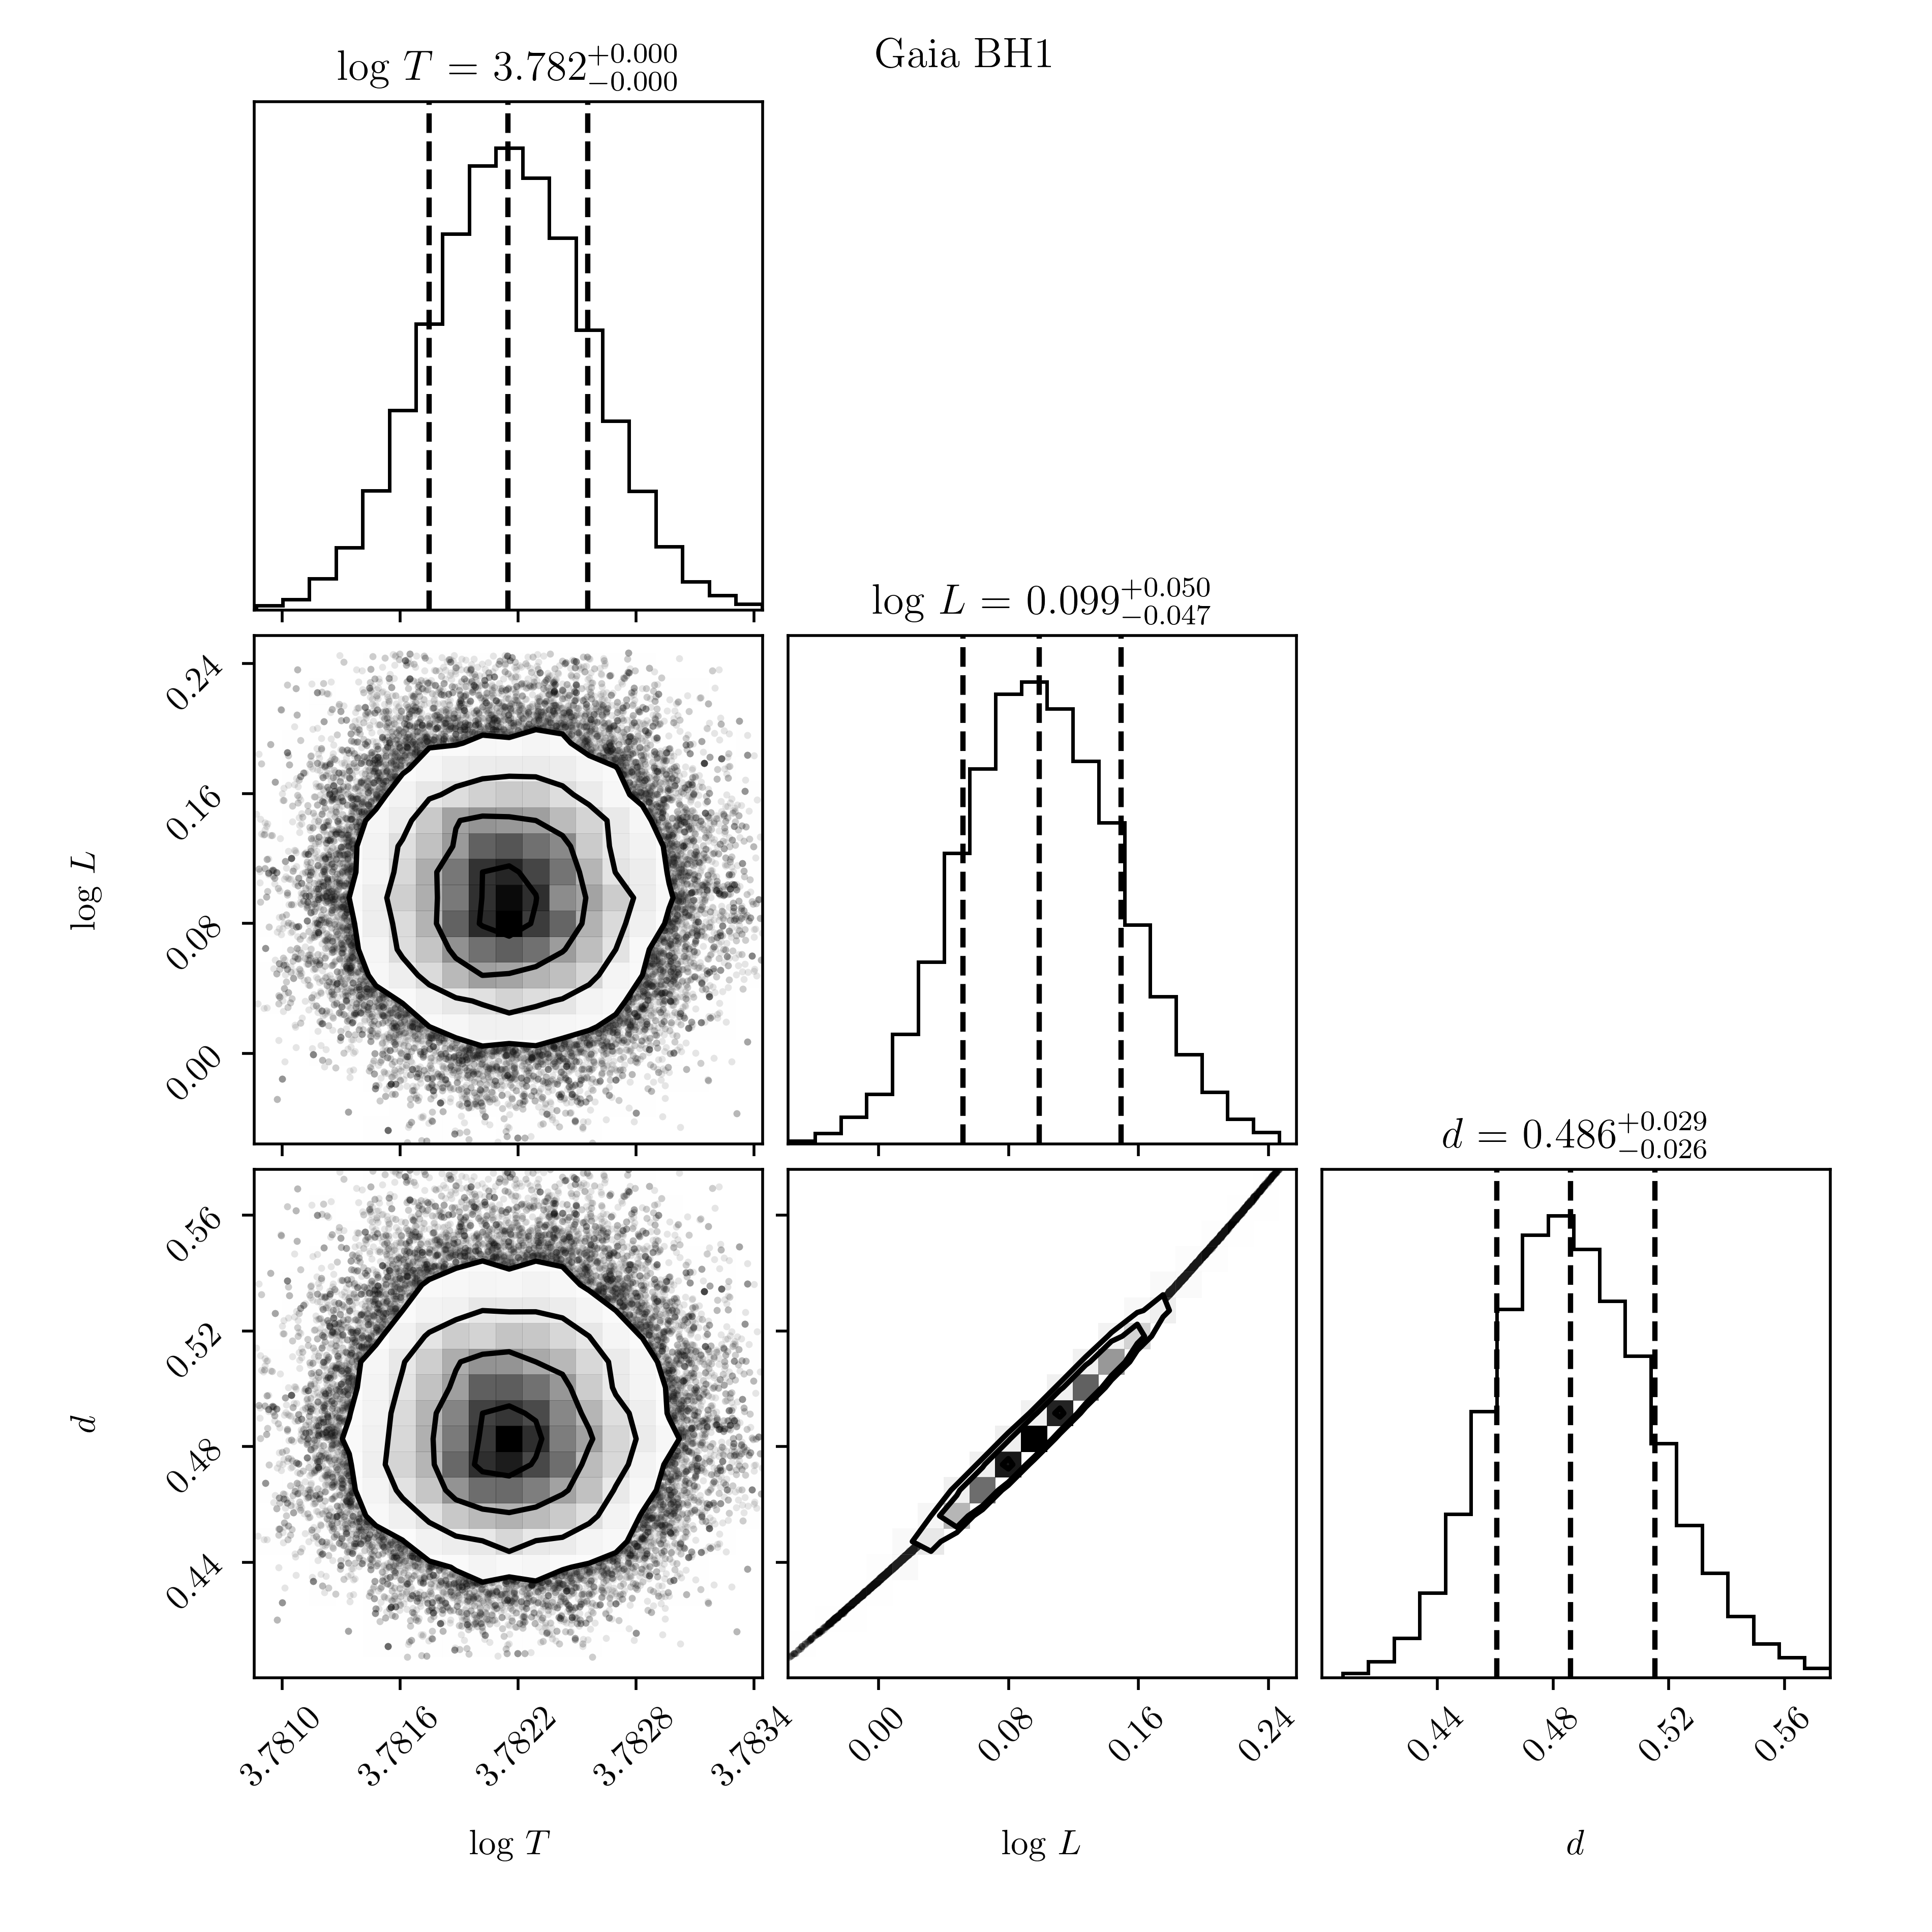 Gaia BH1
log T = 3.782+0.000−0.000
log L = 0.099+0.050−0.047
0.24
0.16
0.08
0.00
log L
d = 0.486+0.029−0.026
0.56
0.52
0.48
0.44
d
3.7810 3.7816 3.7822 3.7828 3.7834
0.00 0.08 0.16 0.24
0.44 0.48 0.52 0.56
log T
log L
d